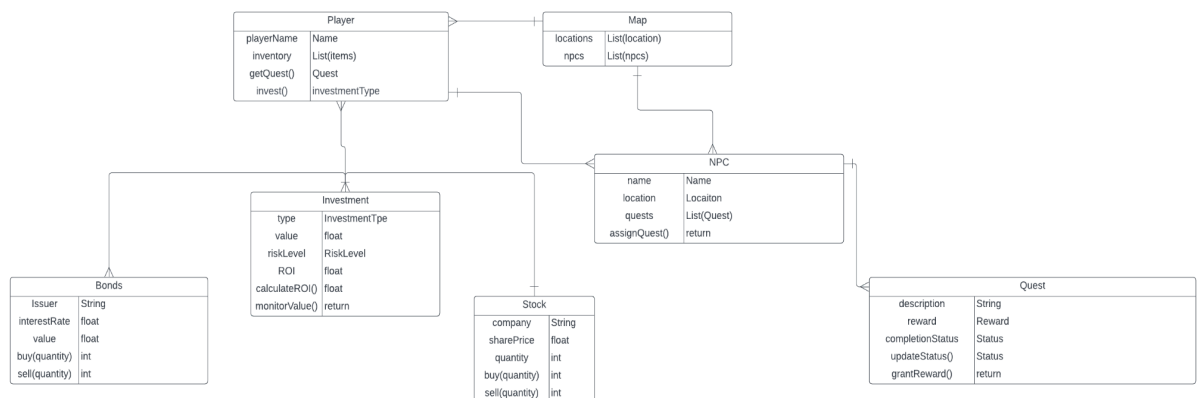 Player
playerName Name
inventory List(items)
getQuest() Quest
invest() investmentType
Map
locations List(location)
npcs List(npcs)
NPC
name Name
location Locaiton
quests List(Quest)
assignQuest() return
Investment
type InvestmentTpe
value float
riskLevel RiskLevel
ROI float
calculateROI() float
monitorValue() return
Bonds
Issuer String
interestRate float
value float
buy(quantity) int
sell(quantity) int
Stock
company String
sharePrice float
quantity int
buy(quantity) int
sell(quantity) int
Quest
description String
reward Reward
completionStatus Status
updateStatus() Status
grantReward() return